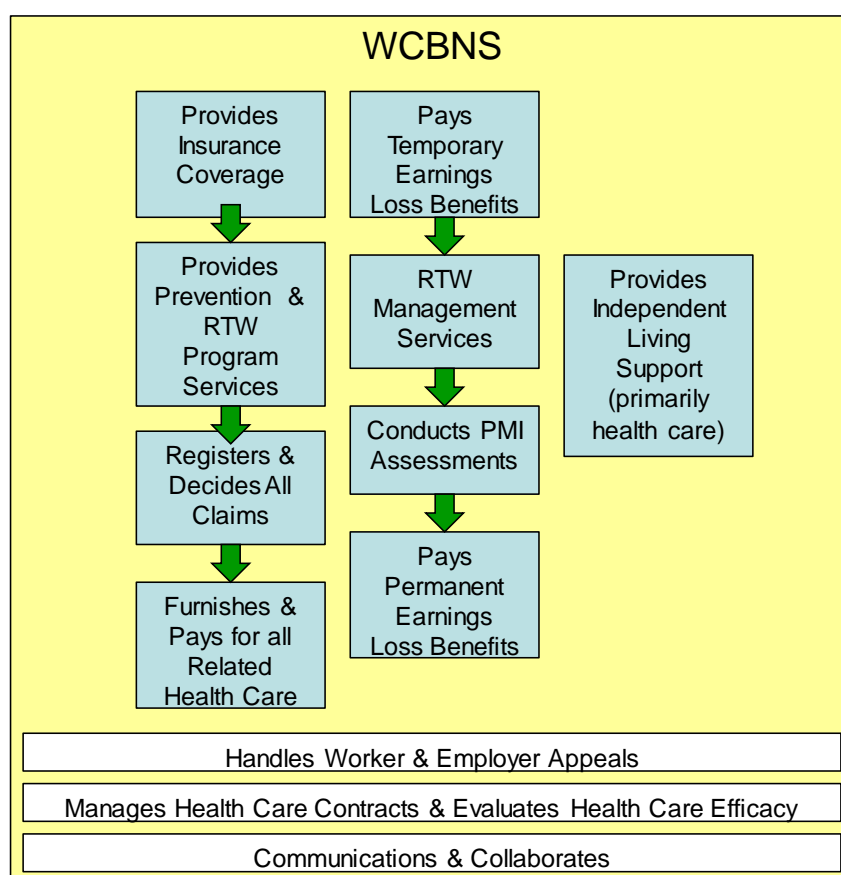 WCBNS
Provides
Insurance
Coverage
Provides
Prevention & 
RTW
Program
Services
Registers &
Decides All
Claims
Furnishes &
Pays for all
Related
Health Care
Pays
Temporary
Earnings
Loss Benefits
RTW
Management
Services
Conducts PMI
Assessments
Pays
Permanent
Earnings
Loss Benefits
Provides
Independent
Living
Support
(primarily
health care)
Handles Worker & Employer Appeals
Manages Health Care Contracts & Evaluates Health Care Efficacy
Communications & Collaborates